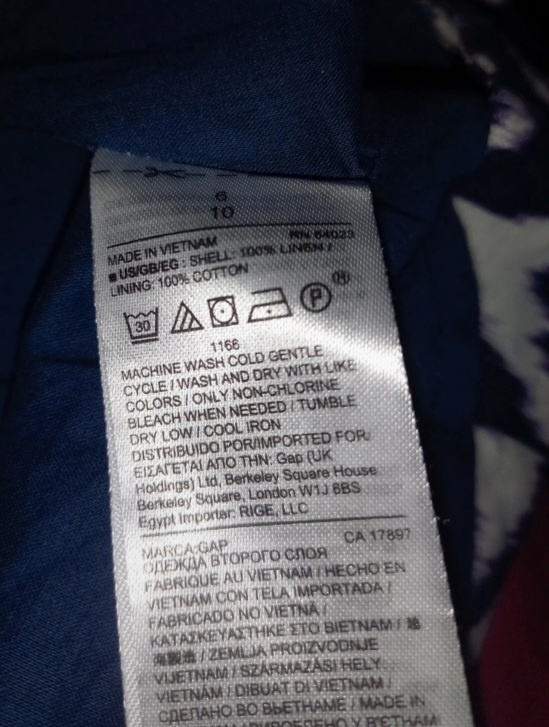 6
10
MADE IN VIETNAM RN 54023
US/GB/EG : SHELL: 100% LINEN /
LINING: 100% COTTON
30 P
1166
MACHINE WASH COLD GENTLE
CYCLE / WASH AND DRY WITH LIKE
COLORS / ONLY NON-CHLORINE
BLEACH WHEN NEEDED / TUMBLE
DRY LOW / COOL IRON
DISTRIBUIDO POR/IMPORTED FOR/
ΕΙΣΑΓΕΤΑΙ ΑΠΟ ΤΗΝ: Gap (UK
Holdings) Ltd, Berkeley Square House
Berkeley Square, London W1J 6BS
Egypt Importer: RIGE, LLC
MARCA:GAP CA 17897
ОДЕЖДА ВТОРОГО СЛОЯ
FABRIQUE AU VIETNAM / HECHO EN
VIETNAM CON TELA IMPORTADA /
FABRICADO NO VIETNÃ /
ΚΑΤΑΣΚΕΥΑΣΤΗΚΕ ΣΤΟ ΒΙΕΤΝΑΜ / 越
南製造 / ZEMLJA PROIZVODNJE
VIJETNAM / SZÁRMAZÁSI HELY
VIETNÁM / DIBUAT DI VIETNAM /
СДЕЛАНО ВО ВЬЕТНАМЕ / MADE IN